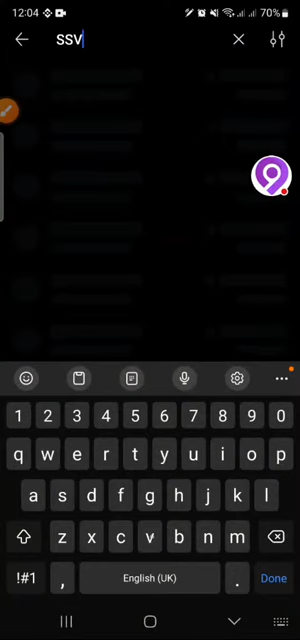 12:04 70%
SSV
1 2 3 4 5 6 7 8 9 0
q w e r t y u i o p
a s d f g h j k l
z x c v b n m
!#1 , English (UK) . Done